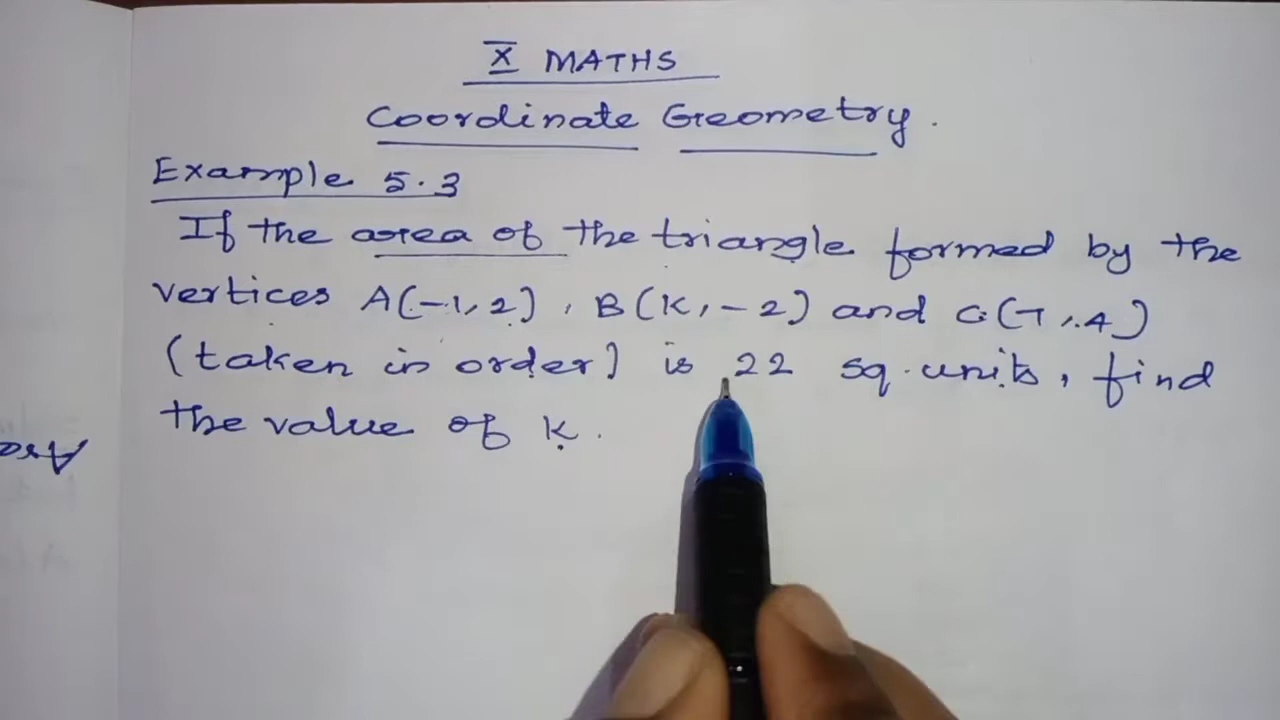 X MATHS
Coordinate Geometry.
Example 5.3
If the area of the triangle formed by the
vertices A(-1,2), B(K,-2) and C(7,4)
(taken in order) is 22 sq.units, find
the value of K.